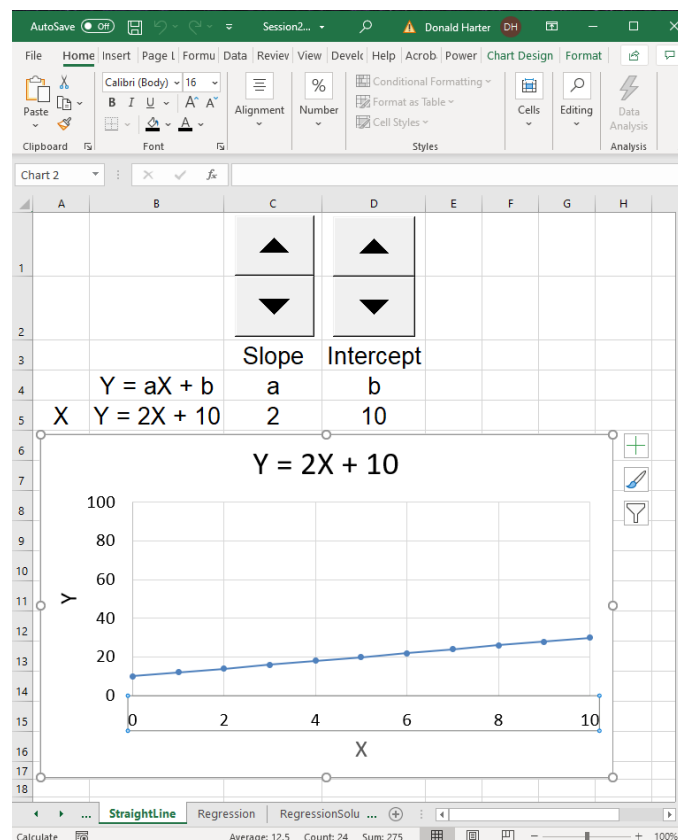 AutoSave Off Session2... Donald Harter DH
File Home Insert Page L Formu Data Reviev View Develc Help Acrob Power Chart Design Format
Calibri (Body) 16
B I U A A
Paste
A
Alignment
%
Number
Conditional Formatting
Format as Table
Cell Styles
Cells
Editing
Data
Analysis
Clipboard Font Styles Analysis
Chart 2 fx
A B C D E F G H
1
2
3 Slope Intercept
4 Y = aX + b a b
5 X Y = 2X + 10 2 10
6
7
8
9
10
11
12
13
14
15
16
17
18
Y = 2X + 10
100
80
60
40
20
0
Y
0 2 4 6 8 10
X
... StraightLine Regression RegressionSolu ...
Calculate Average: 12.5 Count: 24 Sum: 275 100%